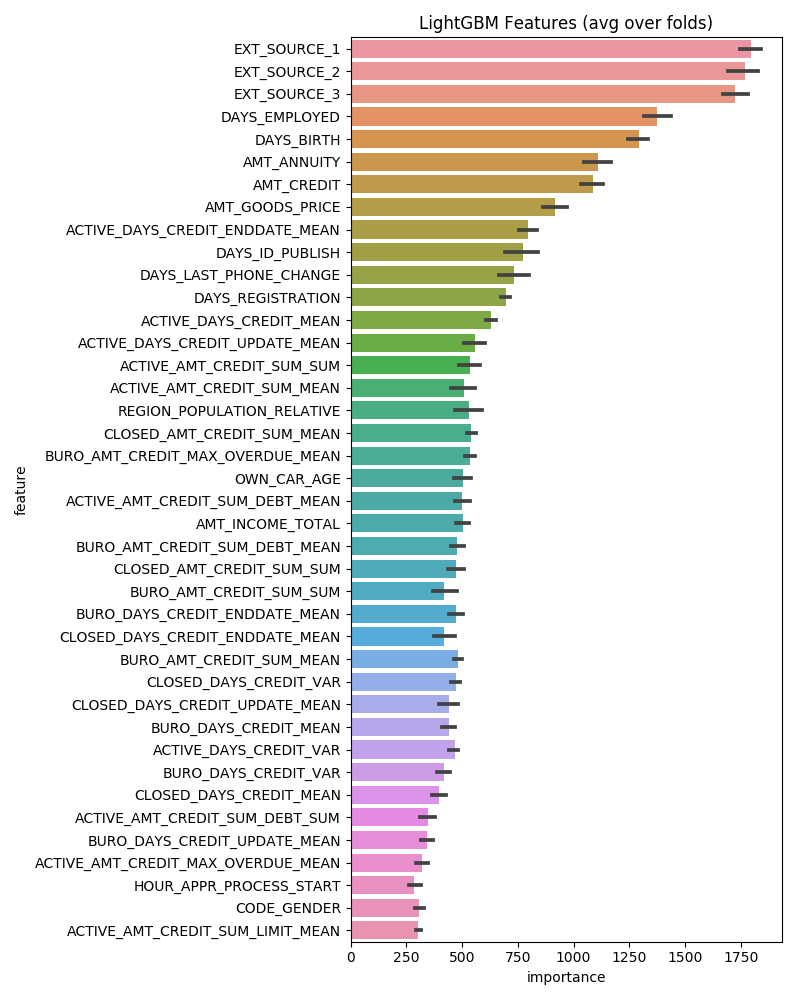 LightGBM Features (avg over folds)
feature
EXT_SOURCE_1
EXT_SOURCE_2
EXT_SOURCE_3
DAYS_EMPLOYED
DAYS_BIRTH
AMT_ANNUITY
AMT_CREDIT
AMT_GOODS_PRICE
ACTIVE_DAYS_CREDIT_ENDDATE_MEAN
DAYS_ID_PUBLISH
DAYS_LAST_PHONE_CHANGE
DAYS_REGISTRATION
ACTIVE_DAYS_CREDIT_MEAN
ACTIVE_DAYS_CREDIT_UPDATE_MEAN
ACTIVE_AMT_CREDIT_SUM_SUM
ACTIVE_AMT_CREDIT_SUM_MEAN
REGION_POPULATION_RELATIVE
CLOSED_AMT_CREDIT_SUM_MEAN
BURO_AMT_CREDIT_MAX_OVERDUE_MEAN
OWN_CAR_AGE
ACTIVE_AMT_CREDIT_SUM_DEBT_MEAN
AMT_INCOME_TOTAL
BURO_AMT_CREDIT_SUM_DEBT_MEAN
CLOSED_AMT_CREDIT_SUM_SUM
BURO_AMT_CREDIT_SUM_SUM
BURO_DAYS_CREDIT_ENDDATE_MEAN
CLOSED_DAYS_CREDIT_ENDDATE_MEAN
BURO_AMT_CREDIT_SUM_MEAN
CLOSED_DAYS_CREDIT_VAR
CLOSED_DAYS_CREDIT_UPDATE_MEAN
BURO_DAYS_CREDIT_MEAN
ACTIVE_DAYS_CREDIT_VAR
BURO_DAYS_CREDIT_VAR
CLOSED_DAYS_CREDIT_MEAN
ACTIVE_AMT_CREDIT_SUM_DEBT_SUM
BURO_DAYS_CREDIT_UPDATE_MEAN
ACTIVE_AMT_CREDIT_MAX_OVERDUE_MEAN
HOUR_APPR_PROCESS_START
CODE_GENDER
ACTIVE_AMT_CREDIT_SUM_LIMIT_MEAN
0 250 500 750 1000 1250 1500 1750
importance